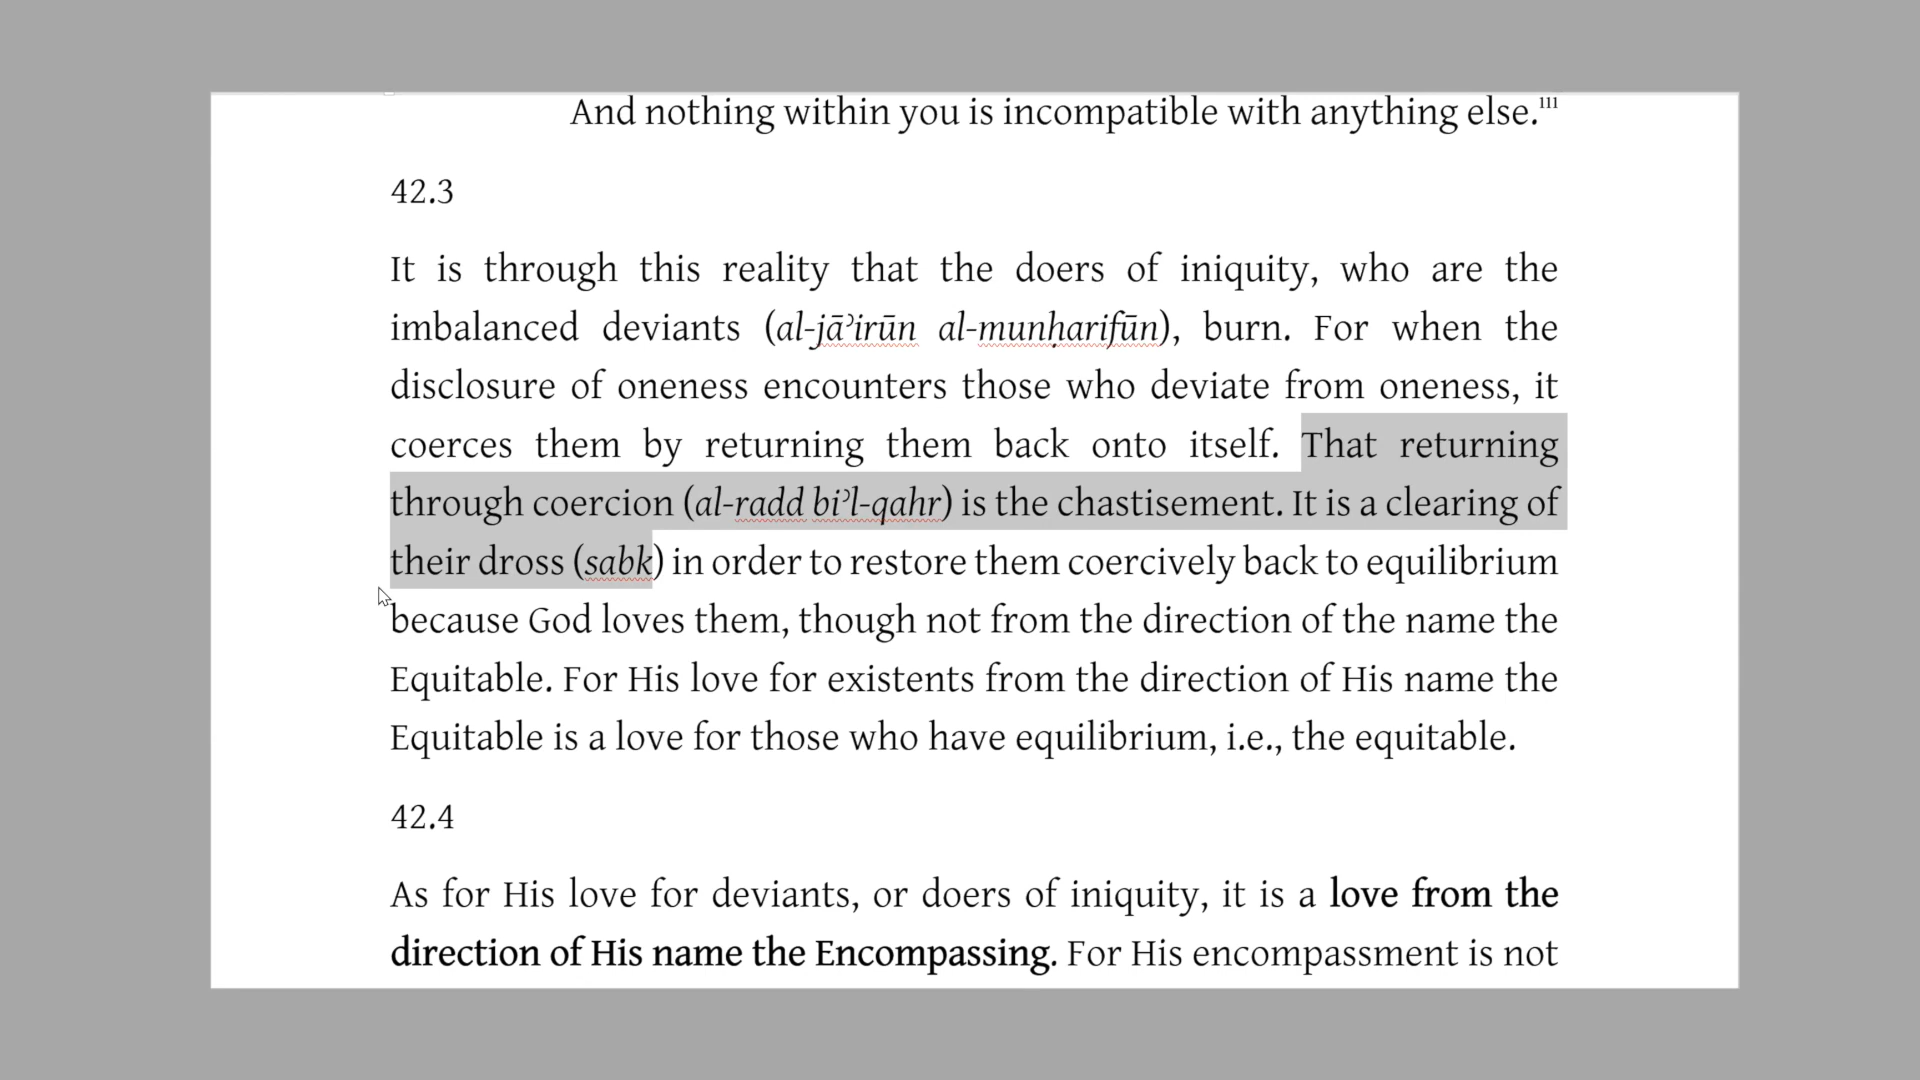 And nothing within you is incompatible with anything else.¹¹¹
42.3
It is through this reality that the doers of iniquity, who are the
imbalanced deviants (al-jāʾirūn al-munḥarifūn), burn. For when the
disclosure of oneness encounters those who deviate from oneness, it
coerces them by returning them back onto itself. That returning
through coercion (al-radd biʾl-qahr) is the chastisement. It is a clearing of
their dross (sabk) in order to restore them coercively back to equilibrium
because God loves them, though not from the direction of the name the
Equitable. For His love for existents from the direction of His name the
Equitable is a love for those who have equilibrium, i.e., the equitable.
42.4
As for His love for deviants, or doers of iniquity, it is a love from the
direction of His name the Encompassing. For His encompassment is not